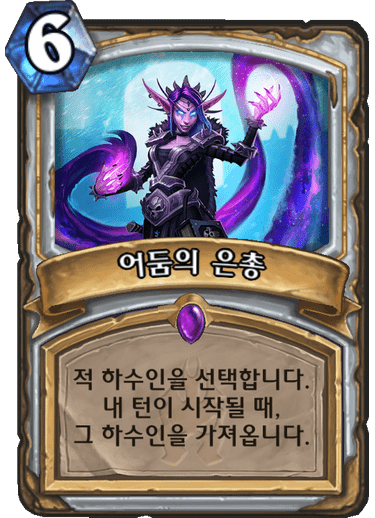 6
어둠의 은총
적 하수인을 선택합니다.
내 턴이 시작될 때,
그 하수인을 가져옵니다.